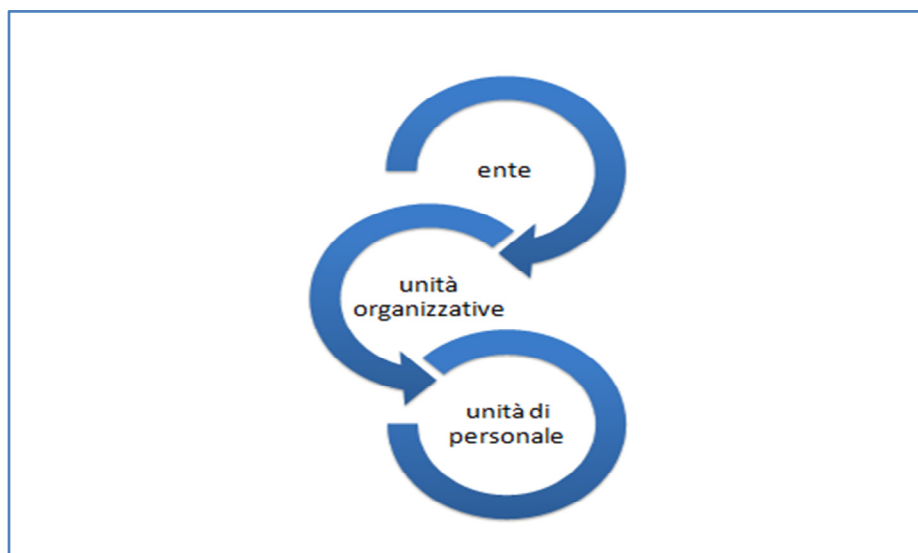 ente
unità
organizzative
unità di
personale